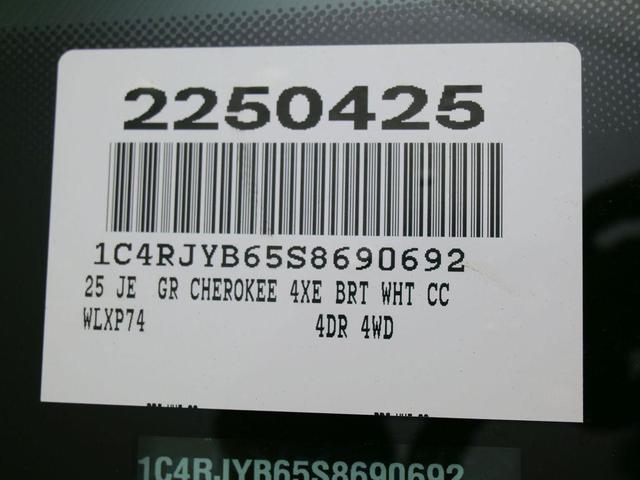 2250425
1C4RJYB65S8690692
25 JE GR CHEROKEE 4XE BRT WHT CC
WLXP74 4DR 4WD
1C4RJYB65S8690692